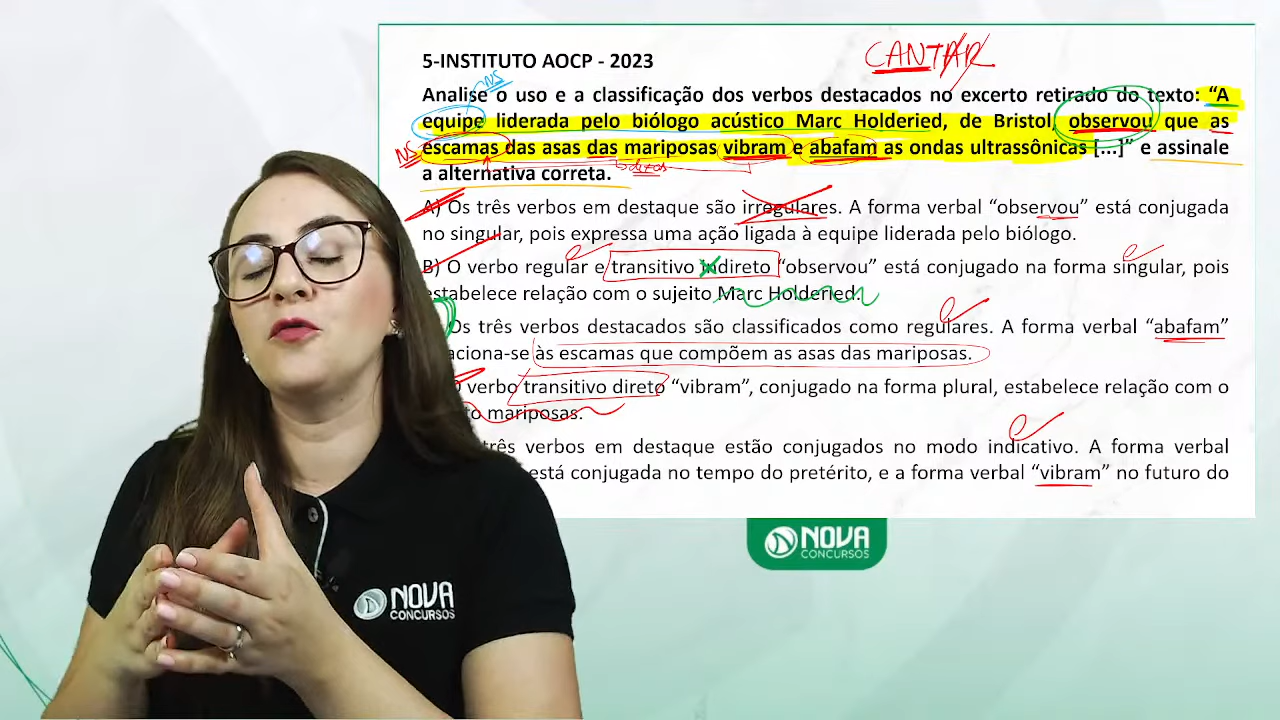 CANTAR
5-INSTITUTO AOCP - 2023
NS
Analise o uso e a classificação dos verbos destacados no excerto retirado do texto: “A
equipe liderada pelo biólogo acústico Marc Holderied, de Bristol, observou que as
NS
escamas das asas das mariposas vibram e abafam as ondas ultrassônicas [...]” e assinale
a alternativa correta.
A) Os três verbos em destaque são irregulares. A forma verbal “observou” está conjugada
no singular, pois expressa uma ação ligada à equipe liderada pelo biólogo.
B) O verbo regular e transitivo indireto “observou” está conjugado na forma singular, pois
estabelece relação com o sujeito Marc Holderied.
Os três verbos destacados são classificados como regulares. A forma verbal “abafam”
aciona-se às escamas que compõem as asas das mariposas.
O verbo transitivo direto “vibram”, conjugado na forma plural, estabelece relação com o
to mariposas.
três verbos em destaque estão conjugados no modo indicativo. A forma verbal
está conjugada no tempo do pretérito, e a forma verbal “vibram” no futuro do
NOVA
CONCURSOS
NOVA
CONCURSOS